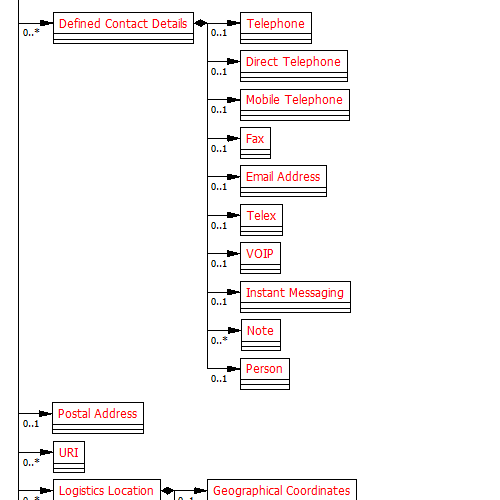 Defined Contact Details
0..*
Telephone
0..1
Direct Telephone
0..1
Mobile Telephone
0..1
Fax
0..1
Email Address
0..1
Telex
0..1
VOIP
0..1
Instant Messaging
0..1
Note
0..*
Person
0..1
Postal Address
0..1
URI
0..*
Logistics Location
0..*
Geographical Coordinates
0..1